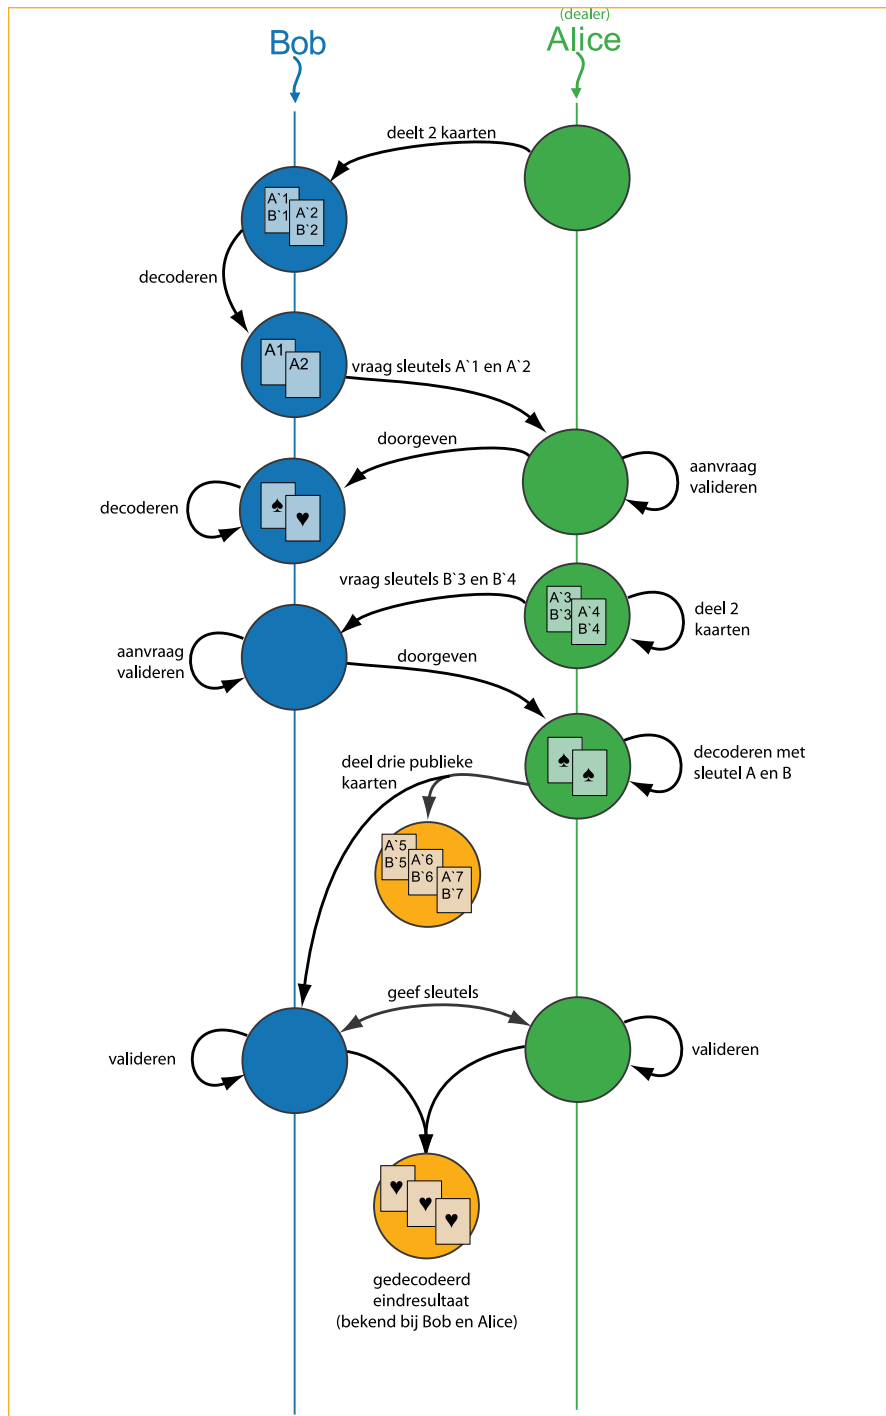 (dealer)
Bob
Alice
deelt 2 kaarten
A`1
B`1
A`2
B`2
decoderen
A1
A2
vraag sleutels A`1 en A`2
doorgeven
aanvraag
valideren
decoderen
♠
♥
vraag sleutels B`3 en B`4
A`3
B`3
A`4
B`4
deel 2
kaarten
aanvraag
valideren
doorgeven
♠
♠
decoderen met
sleutel A en B
deel drie publieke
kaarten
A`5
B`5
A`6
B`6
A`7
B`7
geef sleutels
valideren
valideren
♥
♥
♥
gedecodeerd
eindresultaat
(bekend bij Bob en Alice)